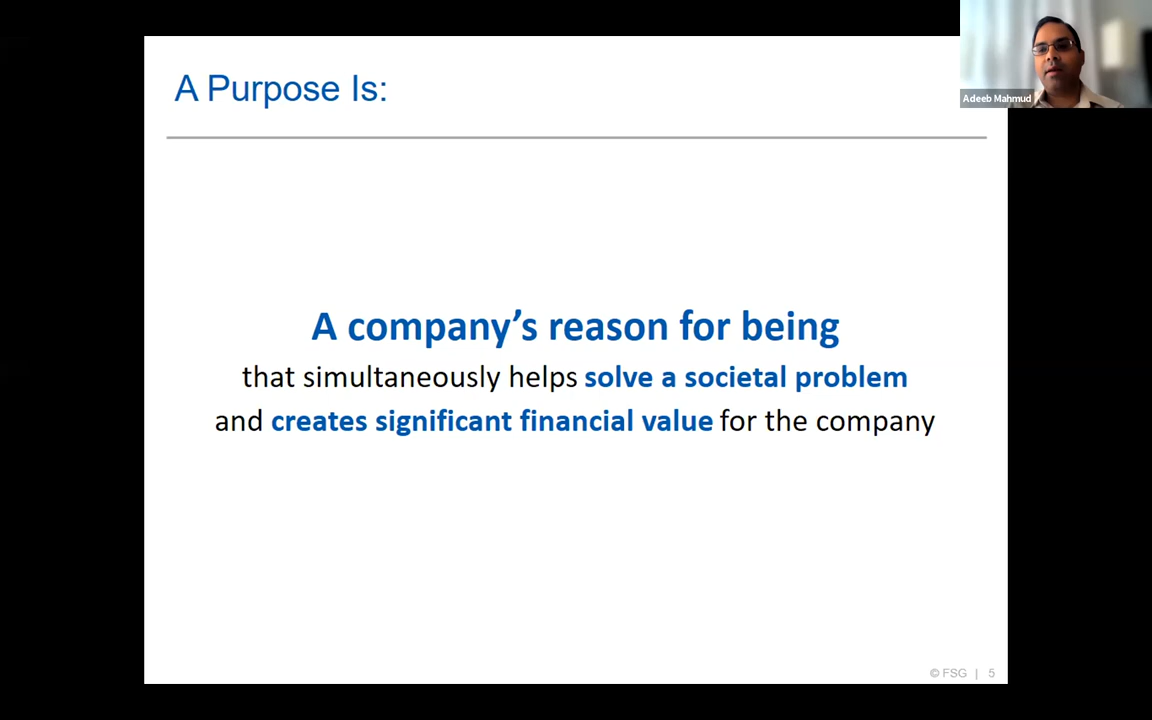 A Purpose Is:
Adeeb Mahmud
A company's reason for being
that simultaneously helps solve a societal problem
and creates significant financial value for the company
© FSG | 5